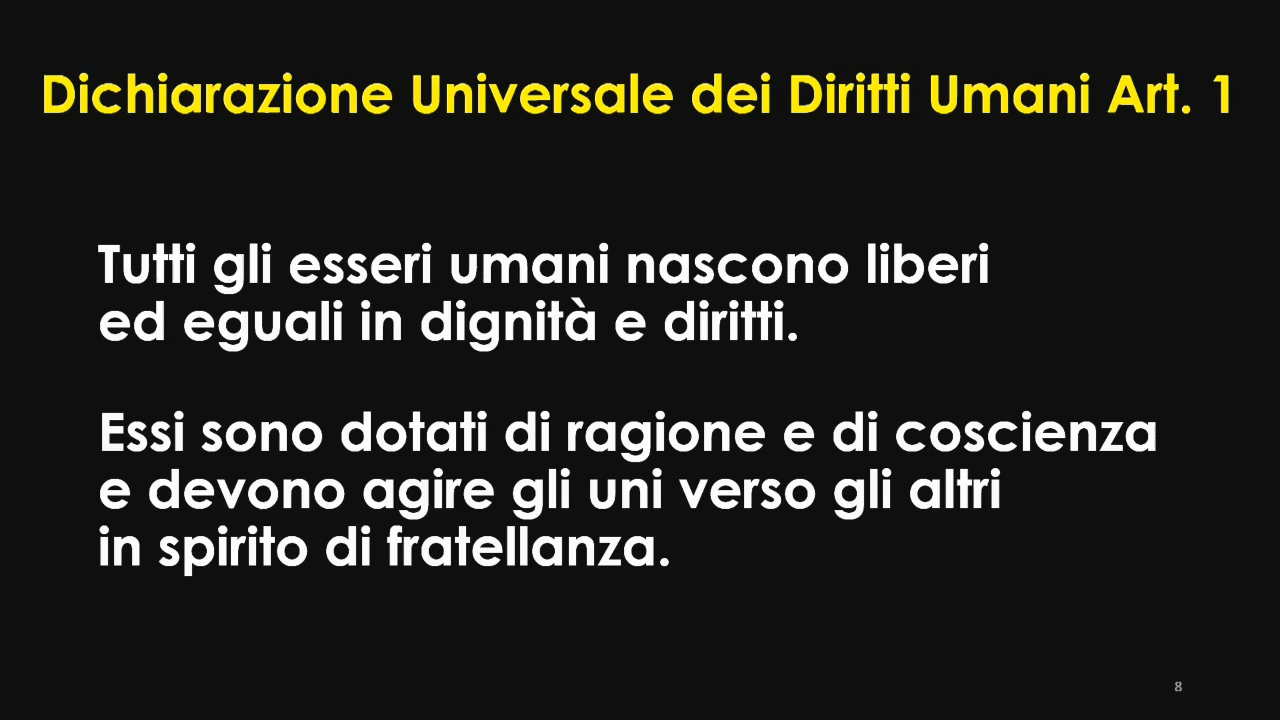 Dichiarazione Universale dei Diritti Umani Art. 1
Tutti gli esseri umani nascono liberi
ed eguali in dignità e diritti.
Essi sono dotati di ragione e di coscienza
e devono agire gli uni verso gli altri
in spirito di fratellanza.
8